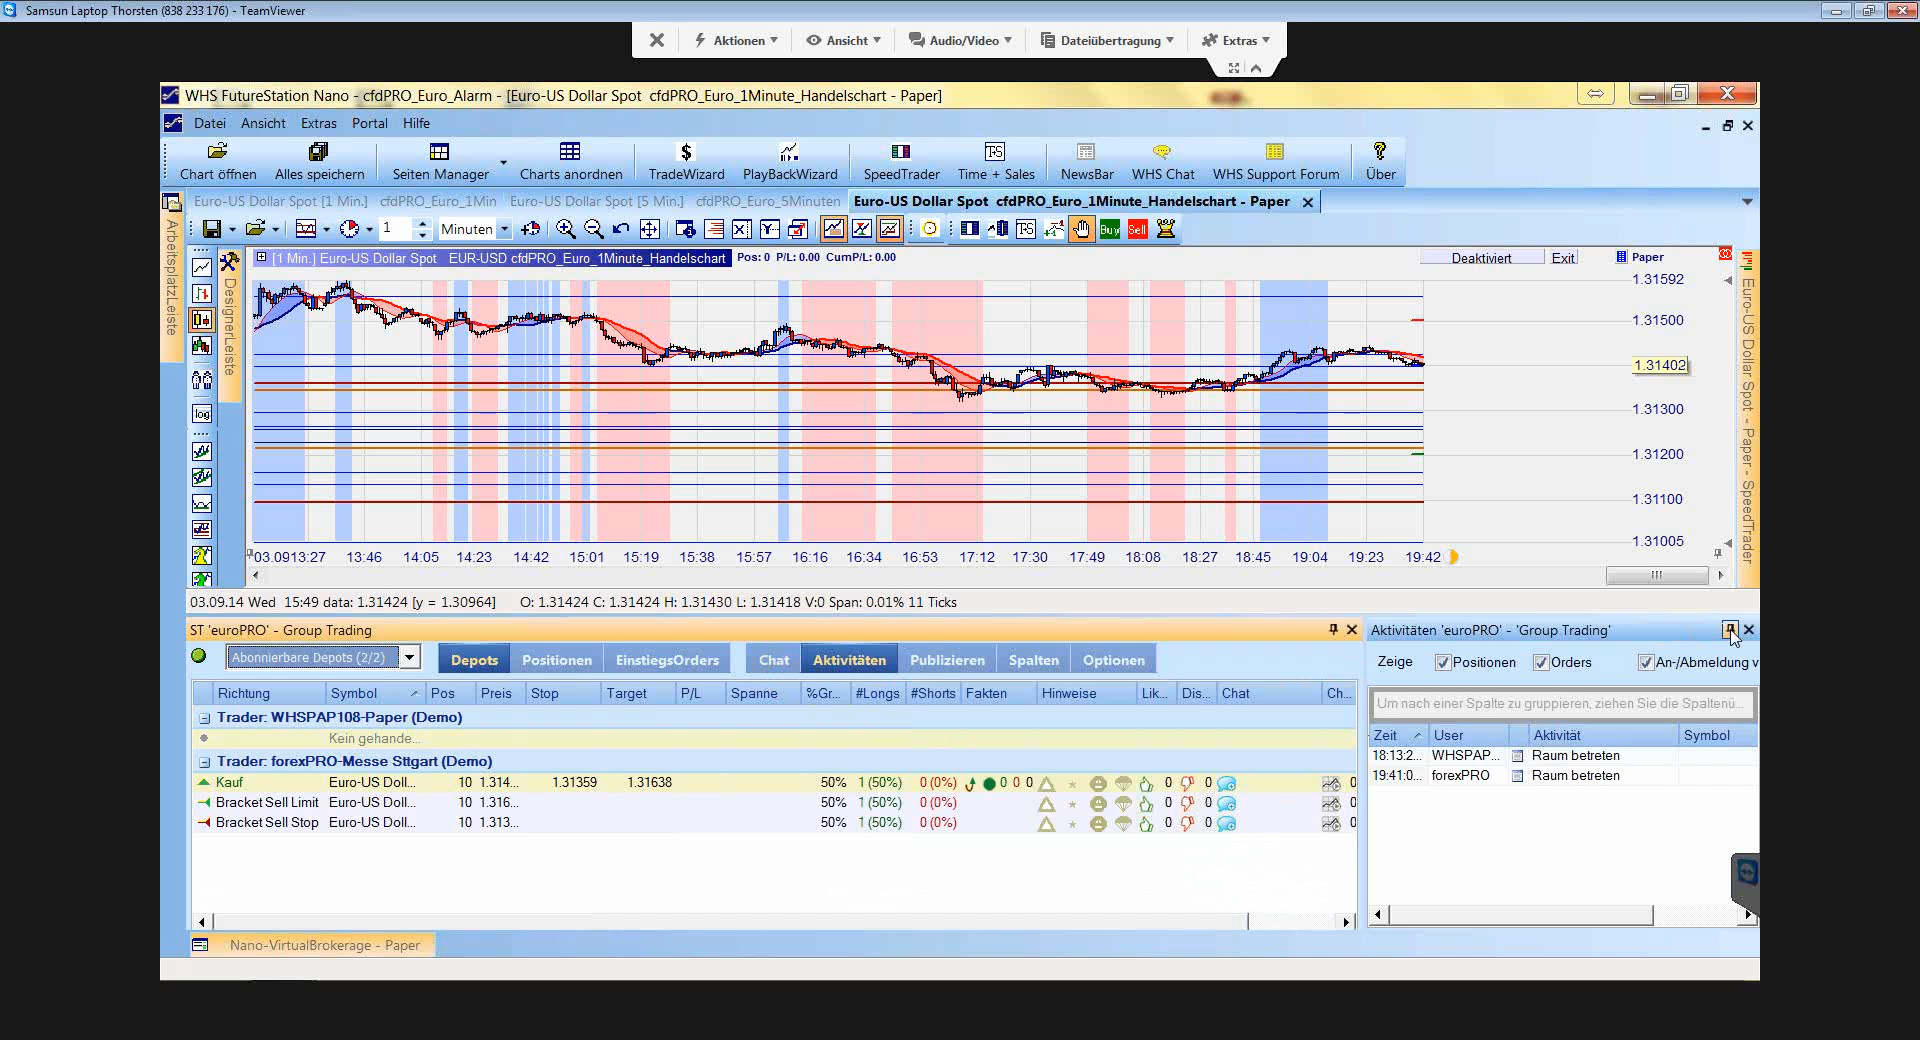 Samsun Laptop Thorsten (838 233 176) - TeamViewer
Aktionen Ansicht Audio/Video Dateiübertragung Extras
WHS FutureStation Nano - cfdPRO_Euro_Alarm - [Euro-US Dollar Spot cfdPRO_Euro_1Minute_Handelschart - Paper]
Datei Ansicht Extras Portal Hilfe
Chart öffnen Alles speichern Seiten Manager Charts anordnen TradeWizard PlayBackWizard SpeedTrader Time + Sales NewsBar WHS Chat WHS Support Forum Über
Euro-US Dollar Spot [1 Min.] cfdPRO_Euro_1Min Euro-US Dollar Spot [5 Min.] cfdPRO_Euro_5Minuten Euro-US Dollar Spot cfdPRO_Euro_1Minute_Handelschart - Paper
1 Minuten T-S Buy Sell
ArbeitsplatzLeiste
DesignerLeiste
log
[1 Min.] Euro-US Dollar Spot EUR-USD cfdPRO_Euro_1Minute_Handelschart Pos: 0 P/L: 0.00 CumP/L: 0.00 Deaktiviert Exit Paper
1.31592
1.31500
1.31402
1.31300
1.31200
1.31100
1.31005
Euro-US Dollar Spot - Paper - SpeedTrader
03.09 13:27 13:46 14:05 14:23 14:42 15:01 15:19 15:38 15:57 16:16 16:34 16:53 17:12 17:30 17:49 18:08 18:27 18:45 19:04 19:23 19:42
03.09.14 Wed 15:49 data: 1.31424 [y = 1.30964] O: 1.31424 C: 1.31424 H: 1.31430 L: 1.31418 V:0 Span: 0.01% 11 Ticks
ST 'euroPRO' - Group Trading
Abonnierbare Depots (2/2) Depots Positionen EinstiegsOrders Chat Aktivitäten Publizieren Spalten Optionen
Richtung Symbol Pos Preis Stop Target P/L Spanne %Gr... #Longs #Shorts Fakten Hinweise Lik... Dis... Chat Ch...
Trader: WHSPAP108-Paper (Demo)
Kein gehande...
Trader: forexPRO-Messe Sttgart (Demo)
Kauf Euro-US Doll... 10 1.314... 1.31359 1.31638 50% 1 (50%) 0 (0%) 0 0 0 0 0 0
Bracket Sell Limit Euro-US Doll... 10 1.316... 50% 1 (50%) 0 (0%) 0 0 0
Bracket Sell Stop Euro-US Doll... 10 1.313... 50% 1 (50%) 0 (0%) 0 0 0
Aktivitäten 'euroPRO' - 'Group Trading'
Zeige Positionen Orders An-/Abmeldung v
Um nach einer Spalte zu gruppieren, ziehen Sie die Spaltenü...
Zeit User Aktivität Symbol
18:13:2... WHSPAP... Raum betreten
19:41:0... forexPRO Raum betreten
Nano-VirtualBrokerage - Paper